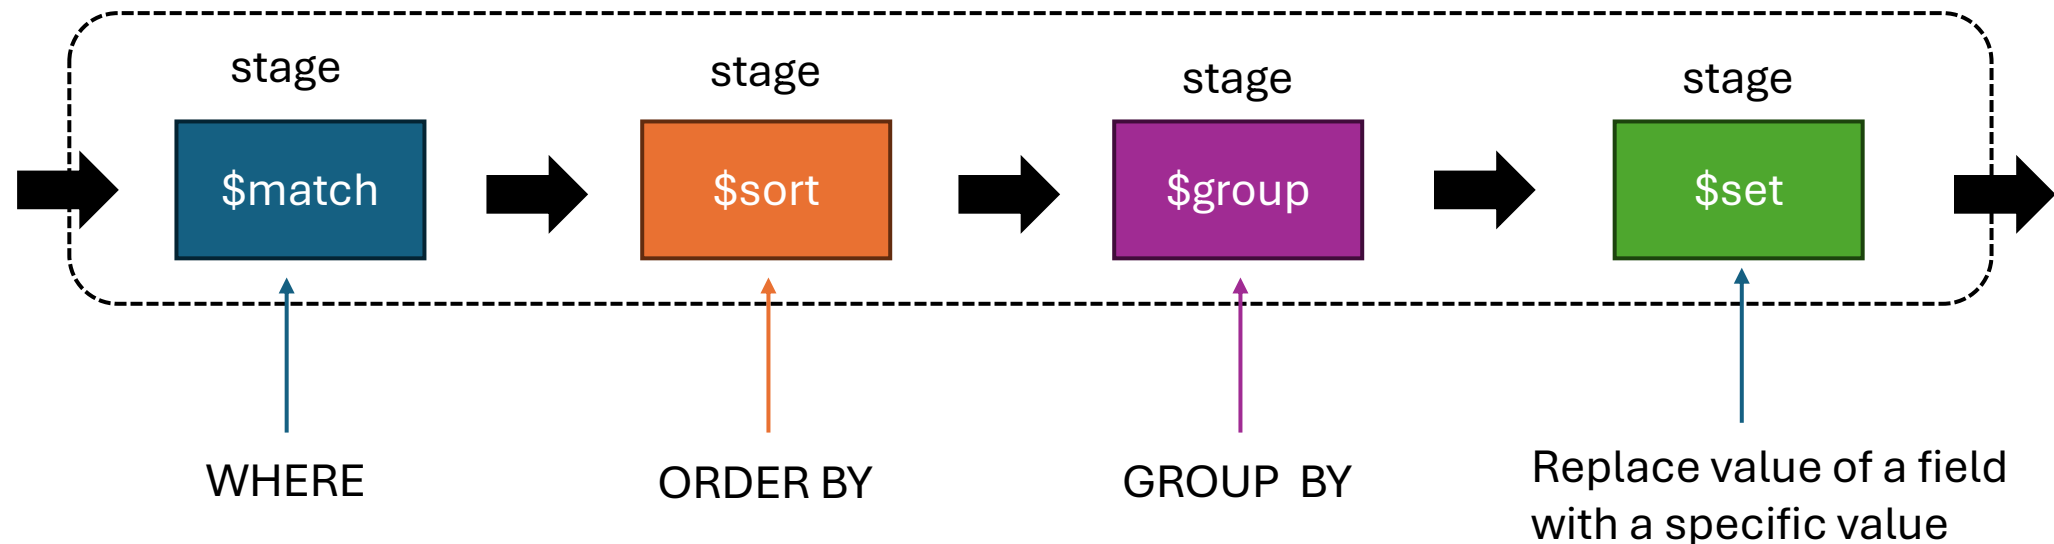 stage
stage
stage
stage
$match
$sort
$group
$set
WHERE
ORDER BY
GROUP  BY
Replace value of a field
with a specific value